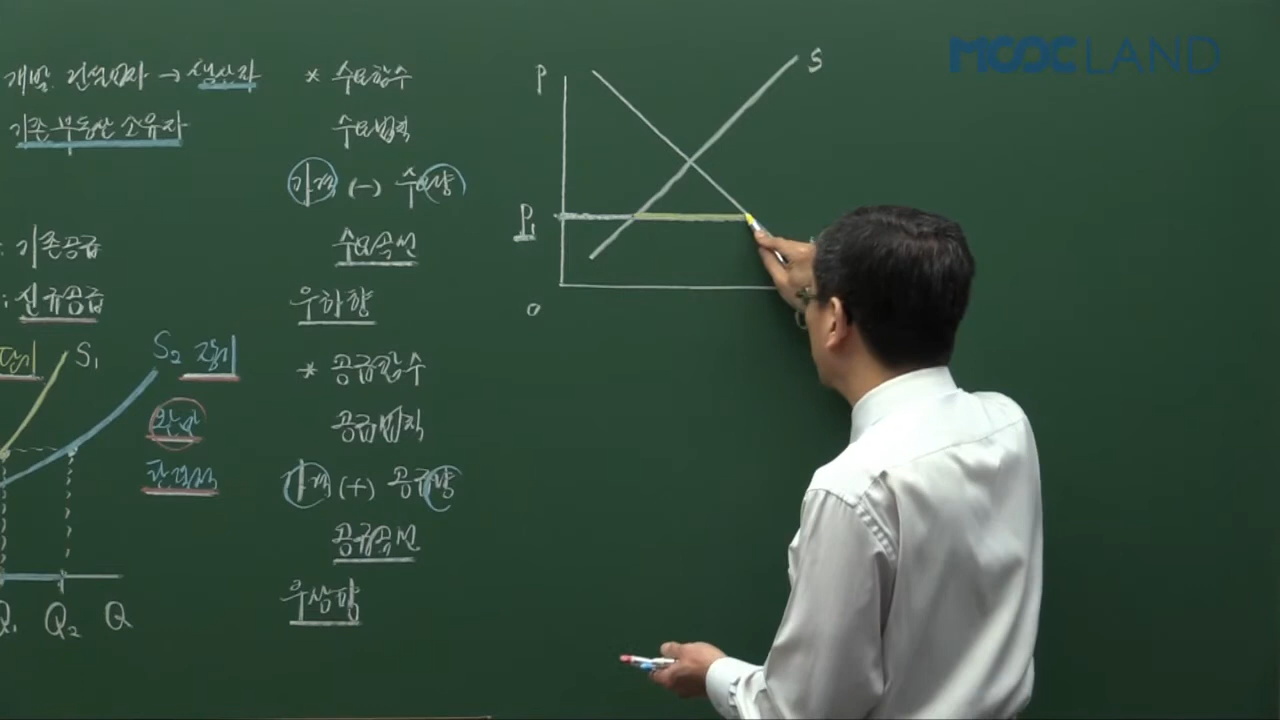 개발 건설업자 → 생산자
기존 부동산 소유자
: 기존공급
: 신규공급
단기
S₁
S₂ 장기
탄력적
Q₁ Q₂ Q
* 수요함수
수요법칙
가격 (-) 수요량
수요곡선
우하향
* 공급함수
공급법칙
가격 (+) 공급량
공급곡선
우상향
P
S
P₁
0
MOOC LAND